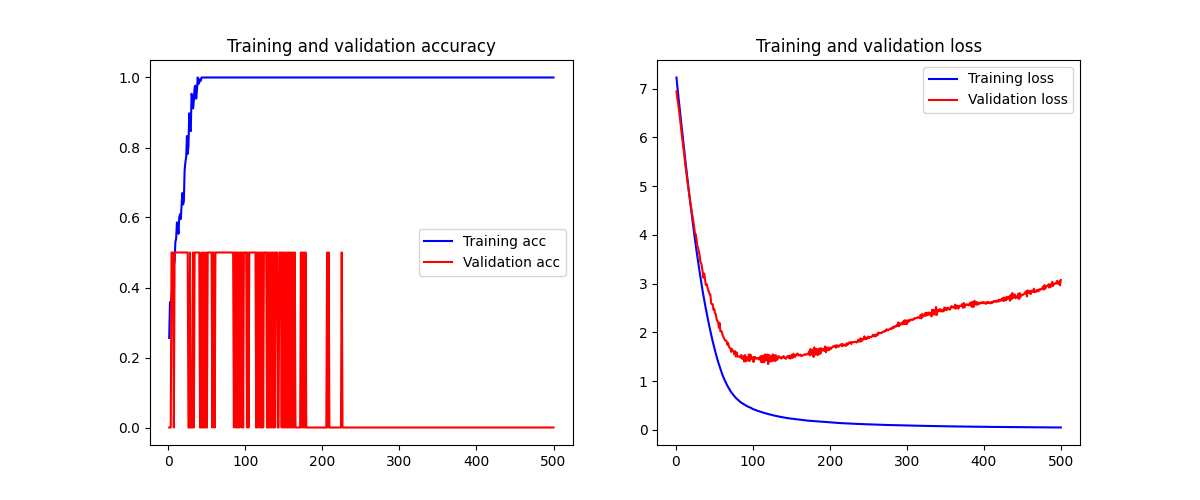 Training and validation accuracy
1.0
0.8
0.6
0.4
0.2
0.0
0 100 200 300 400 500
Training acc
Validation acc
Training and validation loss
7
6
5
4
3
2
1
0
0 100 200 300 400 500
Training loss
Validation loss